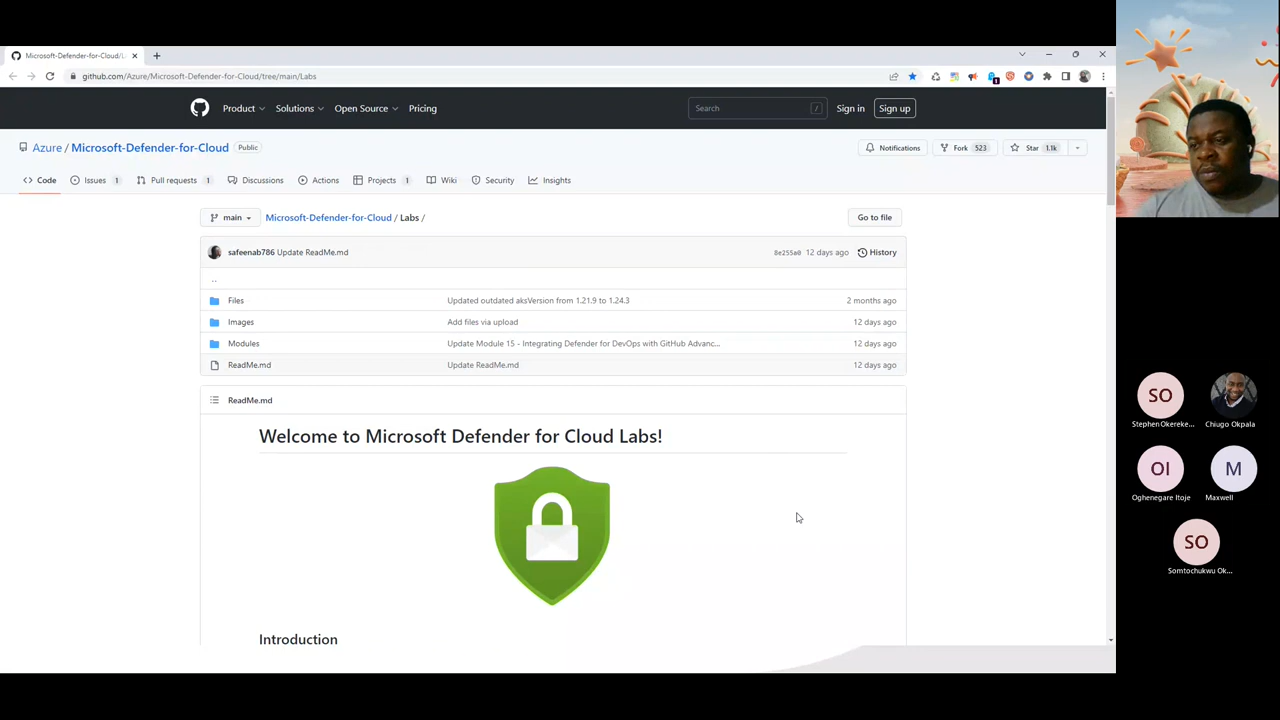 Microsoft-Defender-for-Cloud/L
github.com/Azure/Microsoft-Defender-for-Cloud/tree/main/Labs
1
Product
Solutions
Open Source
Pricing
Search
/
Sign in
Sign up
Azure / Microsoft-Defender-for-Cloud
Public
Notifications
Fork 523
Star 1.1k
Code
Issues 1
Pull requests 1
Discussions
Actions
Projects 1
Wiki
Security
Insights
main
Microsoft-Defender-for-Cloud / Labs /
Go to file
safeenab786 Update ReadMe.md
8e255a0 12 days ago
History
..
Files Updated outdated aksVersion from 1.21.9 to 1.24.3 2 months ago
Images Add files via upload 12 days ago
Modules Update Module 15 - Integrating Defender for DevOps with GitHub Advanc... 12 days ago
ReadMe.md Update ReadMe.md 12 days ago
ReadMe.md
Welcome to Microsoft Defender for Cloud Labs!
Introduction
SO
Stephen Okereke...
Chiugo Okpala
OI
Oghenegare Itoje
M
Maxwell
SO
Somtochukwu Ok...